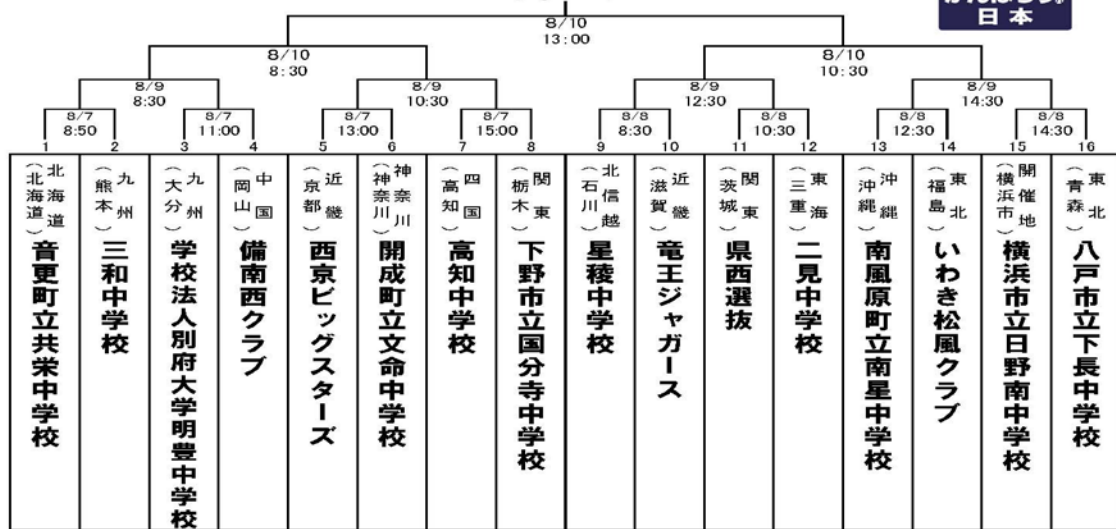 日本
8/10
13:00
8/10
8:30
8/10
10:30
8/9
8:30
8/9
10:30
8/9
12:30
8/9
14:30
8/7
8:50
8/7
11:00
8/7
13:00
8/7
15:00
8/8
8:30
8/8
10:30
8/8
12:30
8/8
14:30
1
2
3
4
5
6
7
8
9
10
11
12
13
14
15
16
北海道
(北海道)
音更町立共栄中学校
九州
(熊本)
三和中学校
九州
(大分)
学校法人別府大学明豊中学校
中国
(岡山)
備南西クラブ
近畿
(京都)
西京ビッグスターズ
神奈川
(神奈川)
開成町立文命中学校
四国
(高知)
高知中学校
関東
(栃木)
下野市立国分寺中学校
北信越
(石川)
星稜中学校
近畿
(滋賀)
竜王ジャガース
関東
(茨城)
県西選抜
東海
(三重)
二見中学校
沖縄
(沖縄)
南風原町立南星中学校
東北
(福島)
いわき松風クラブ
開催地
(横浜市)
横浜市立日野南中学校
東北
(青森)
八戸市立下長中学校